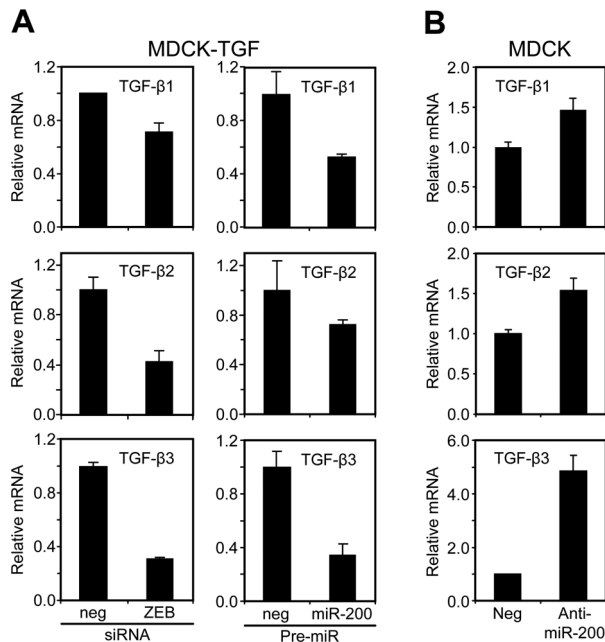 A
MDCK-TGF
Relative mRNA
1.2
0.8
0.4
0.0
TGF-β1
1.2
0.8
0.4
0.0
TGF-β1
Relative mRNA
1.2
0.8
0.4
0.0
TGF-β2
1.2
0.8
0.4
0.0
TGF-β2
Relative mRNA
1.2
0.8
0.4
0.0
TGF-β3
neg ZEB
siRNA
1.2
0.8
0.4
0.0
TGF-β3
neg miR-200
Pre-miR
B
MDCK
Relative mRNA
2.0
1.5
1.0
0.5
0.0
TGF-β1
Relative mRNA
2.0
1.5
1.0
0.5
0.0
TGF-β2
Relative mRNA
6.0
4.0
1.0
0.0
TGF-β3
Neg Anti-
miR-200